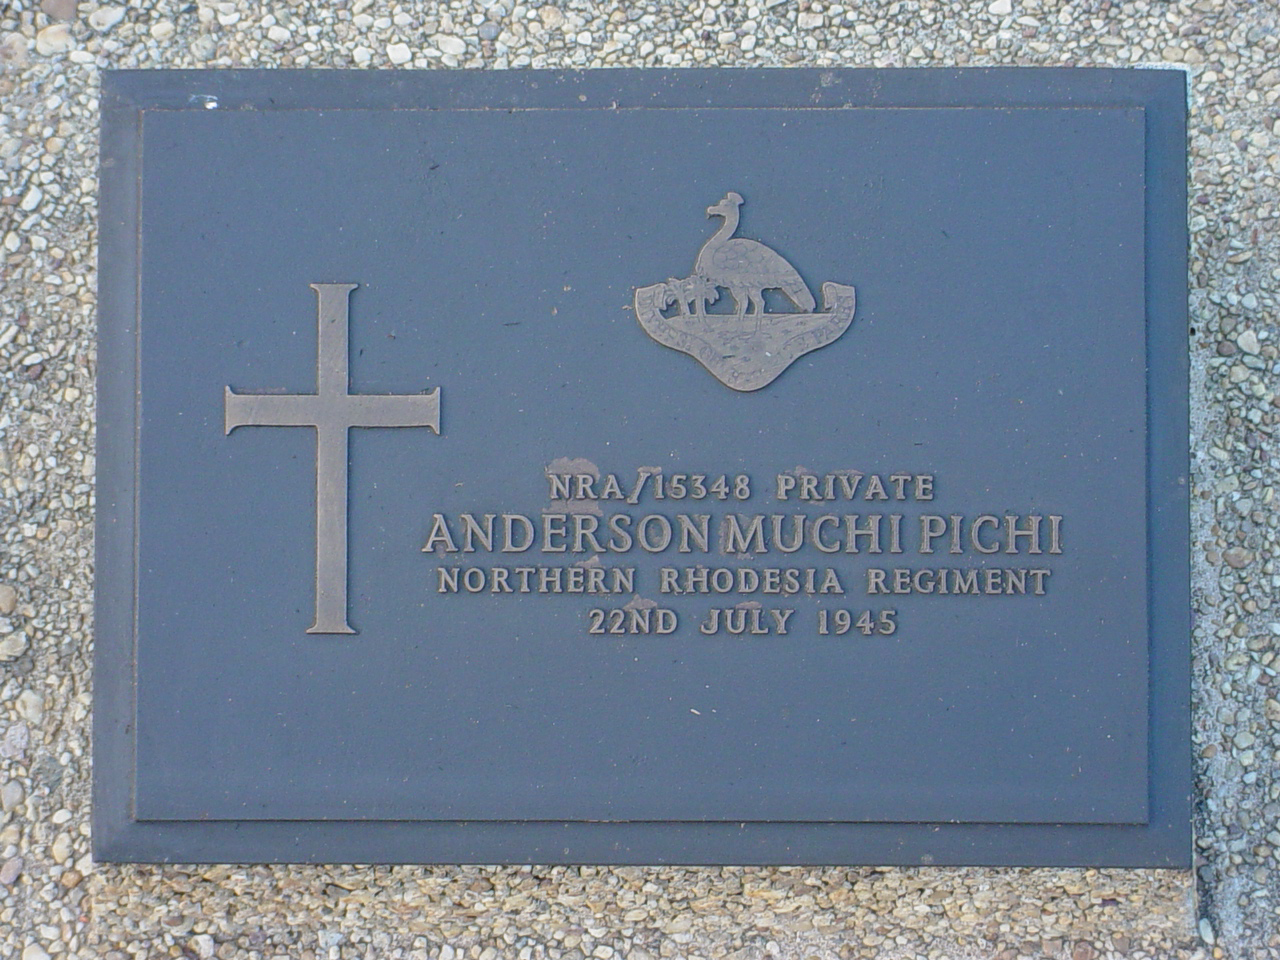 NRA/15348 PRIVATE
ANDERSON MUCHI PICHI
NORTHERN RHODESIA REGIMENT
22ND JULY 1945